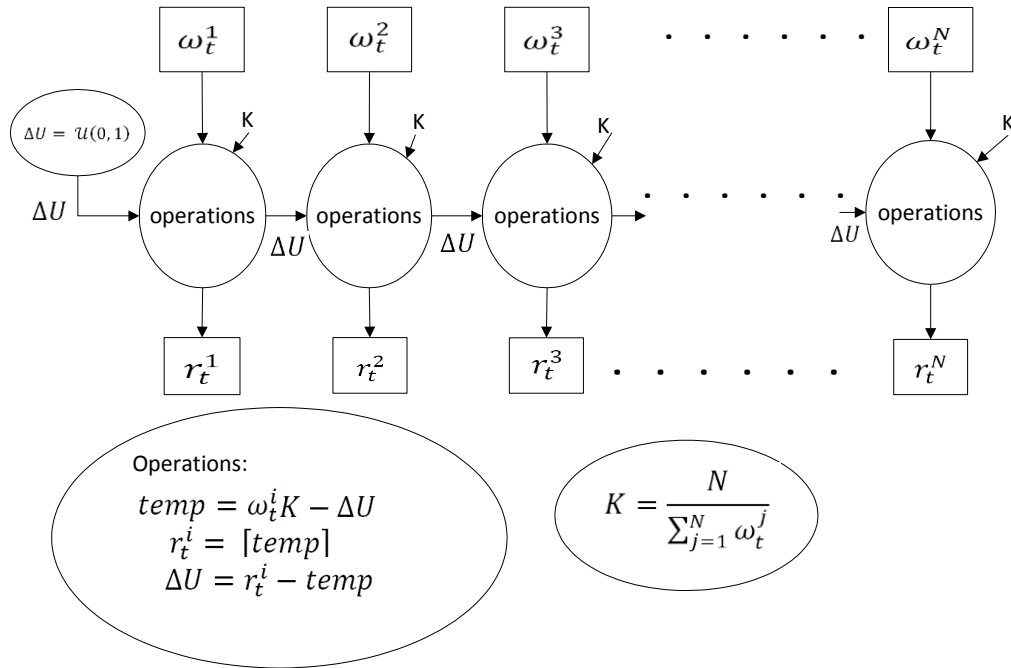 ω_t^1 ω_t^2 ω_t^3 . . . . . . ω_t^N
ΔU = 𝒰(0,1)
K K K K
ΔU operations ΔU operations ΔU operations . . . . . . ΔU operations
r_t^1 r_t^2 r_t^3 . . . . . . r_t^N
Operations:
temp = ω_t^i K − ΔU
r_t^i = ⌈temp⌉
ΔU = r_t^i − temp
K = N / ∑_{j=1}^N ω_t^j